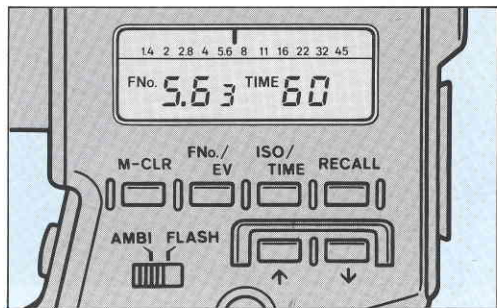 1.4 2 2.8 4 5.6 8 11 16 22 32 45
FNo. 5.6 3 TIME 60
M-CLR FNo./EV ISO/TIME RECALL
AMBI FLASH
↑ ↓